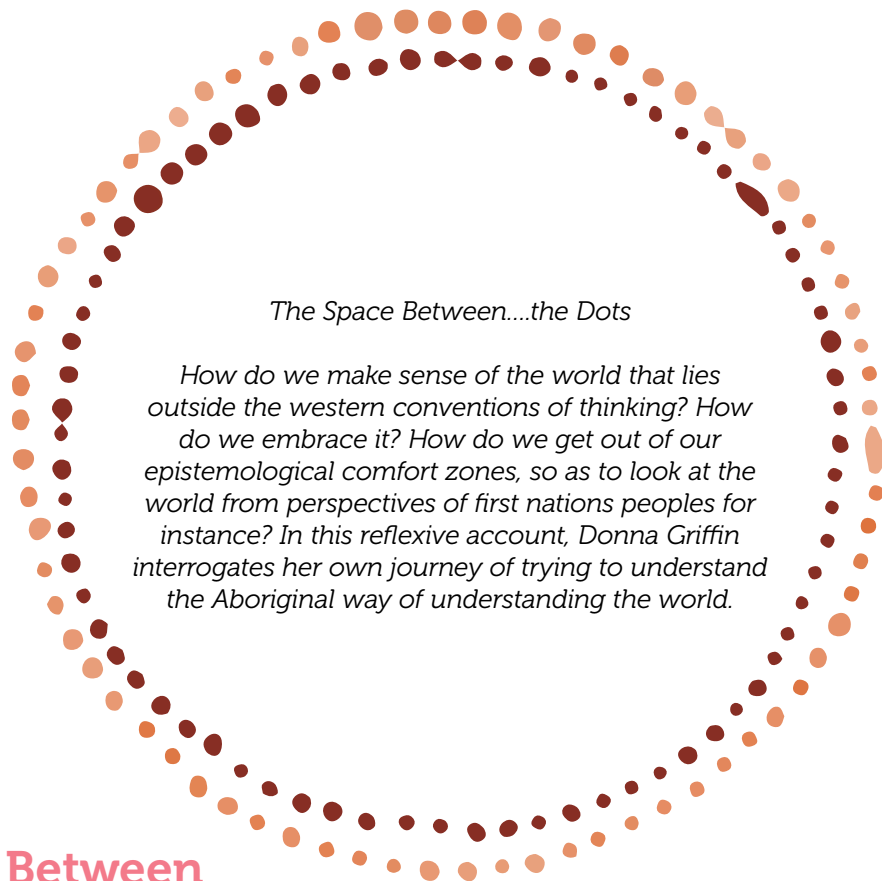 The Space Between....the Dots
How do we make sense of the world that lies
outside the western conventions of thinking? How
do we embrace it? How do we get out of our
epistemological comfort zones, so as to look at the
world from perspectives of first nations peoples for
instance? In this reflexive account, Donna Griffin
interrogates her own journey of trying to understand
the Aboriginal way of understanding the world.
Between